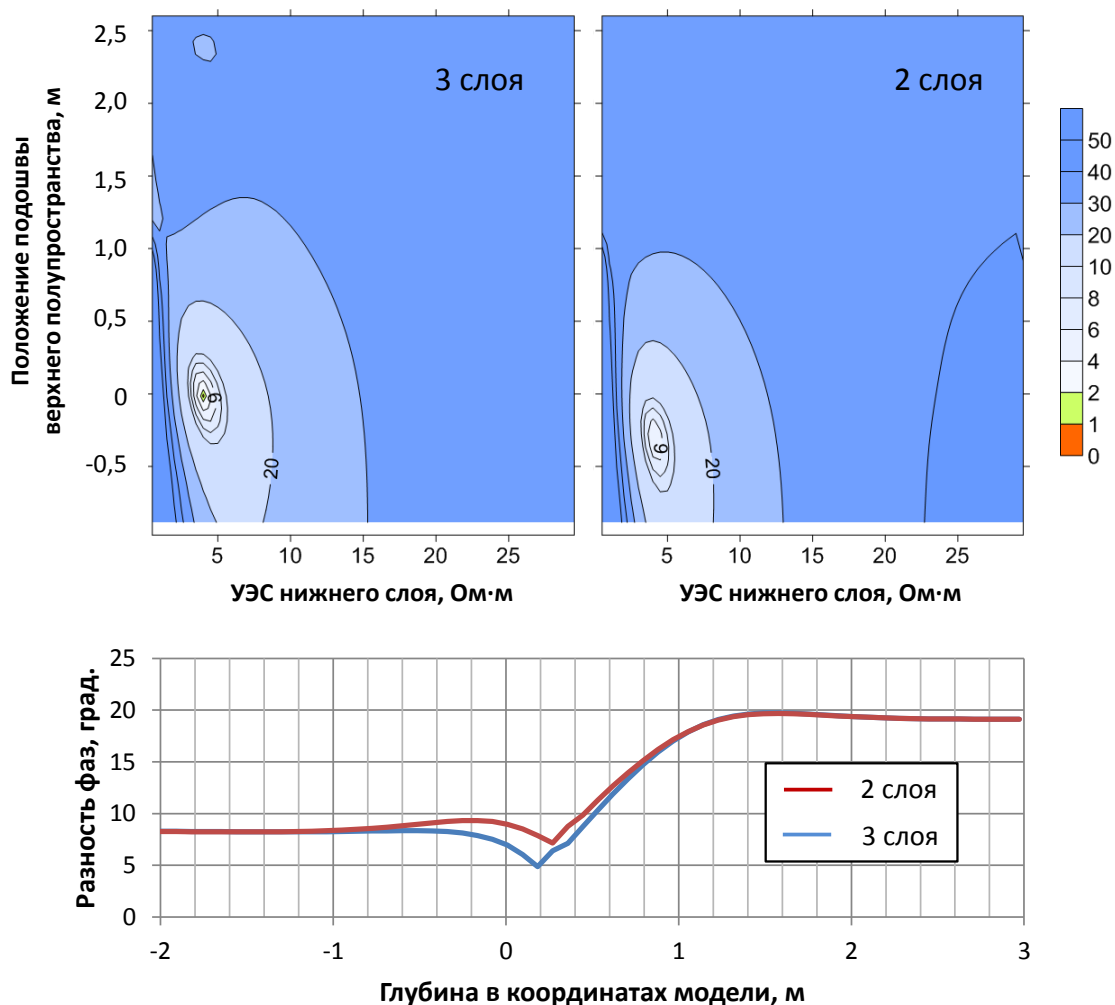 Положение подошвы
верхнего полупространства, м
2,5
2,0
1,5
1,0
0,5
0
-0,5
3 слоя
6
20
5 10 15 20 25
УЭС нижнего слоя, Ом·м
2 слоя
6
20
5 10 15 20 25
УЭС нижнего слоя, Ом·м
50
40
30
20
10
8
6
4
2
1
0
Разность фаз, град.
25
20
15
10
5
0
2 слоя
3 слоя
-2 -1 0 1 2 3
Глубина в координатах модели, м